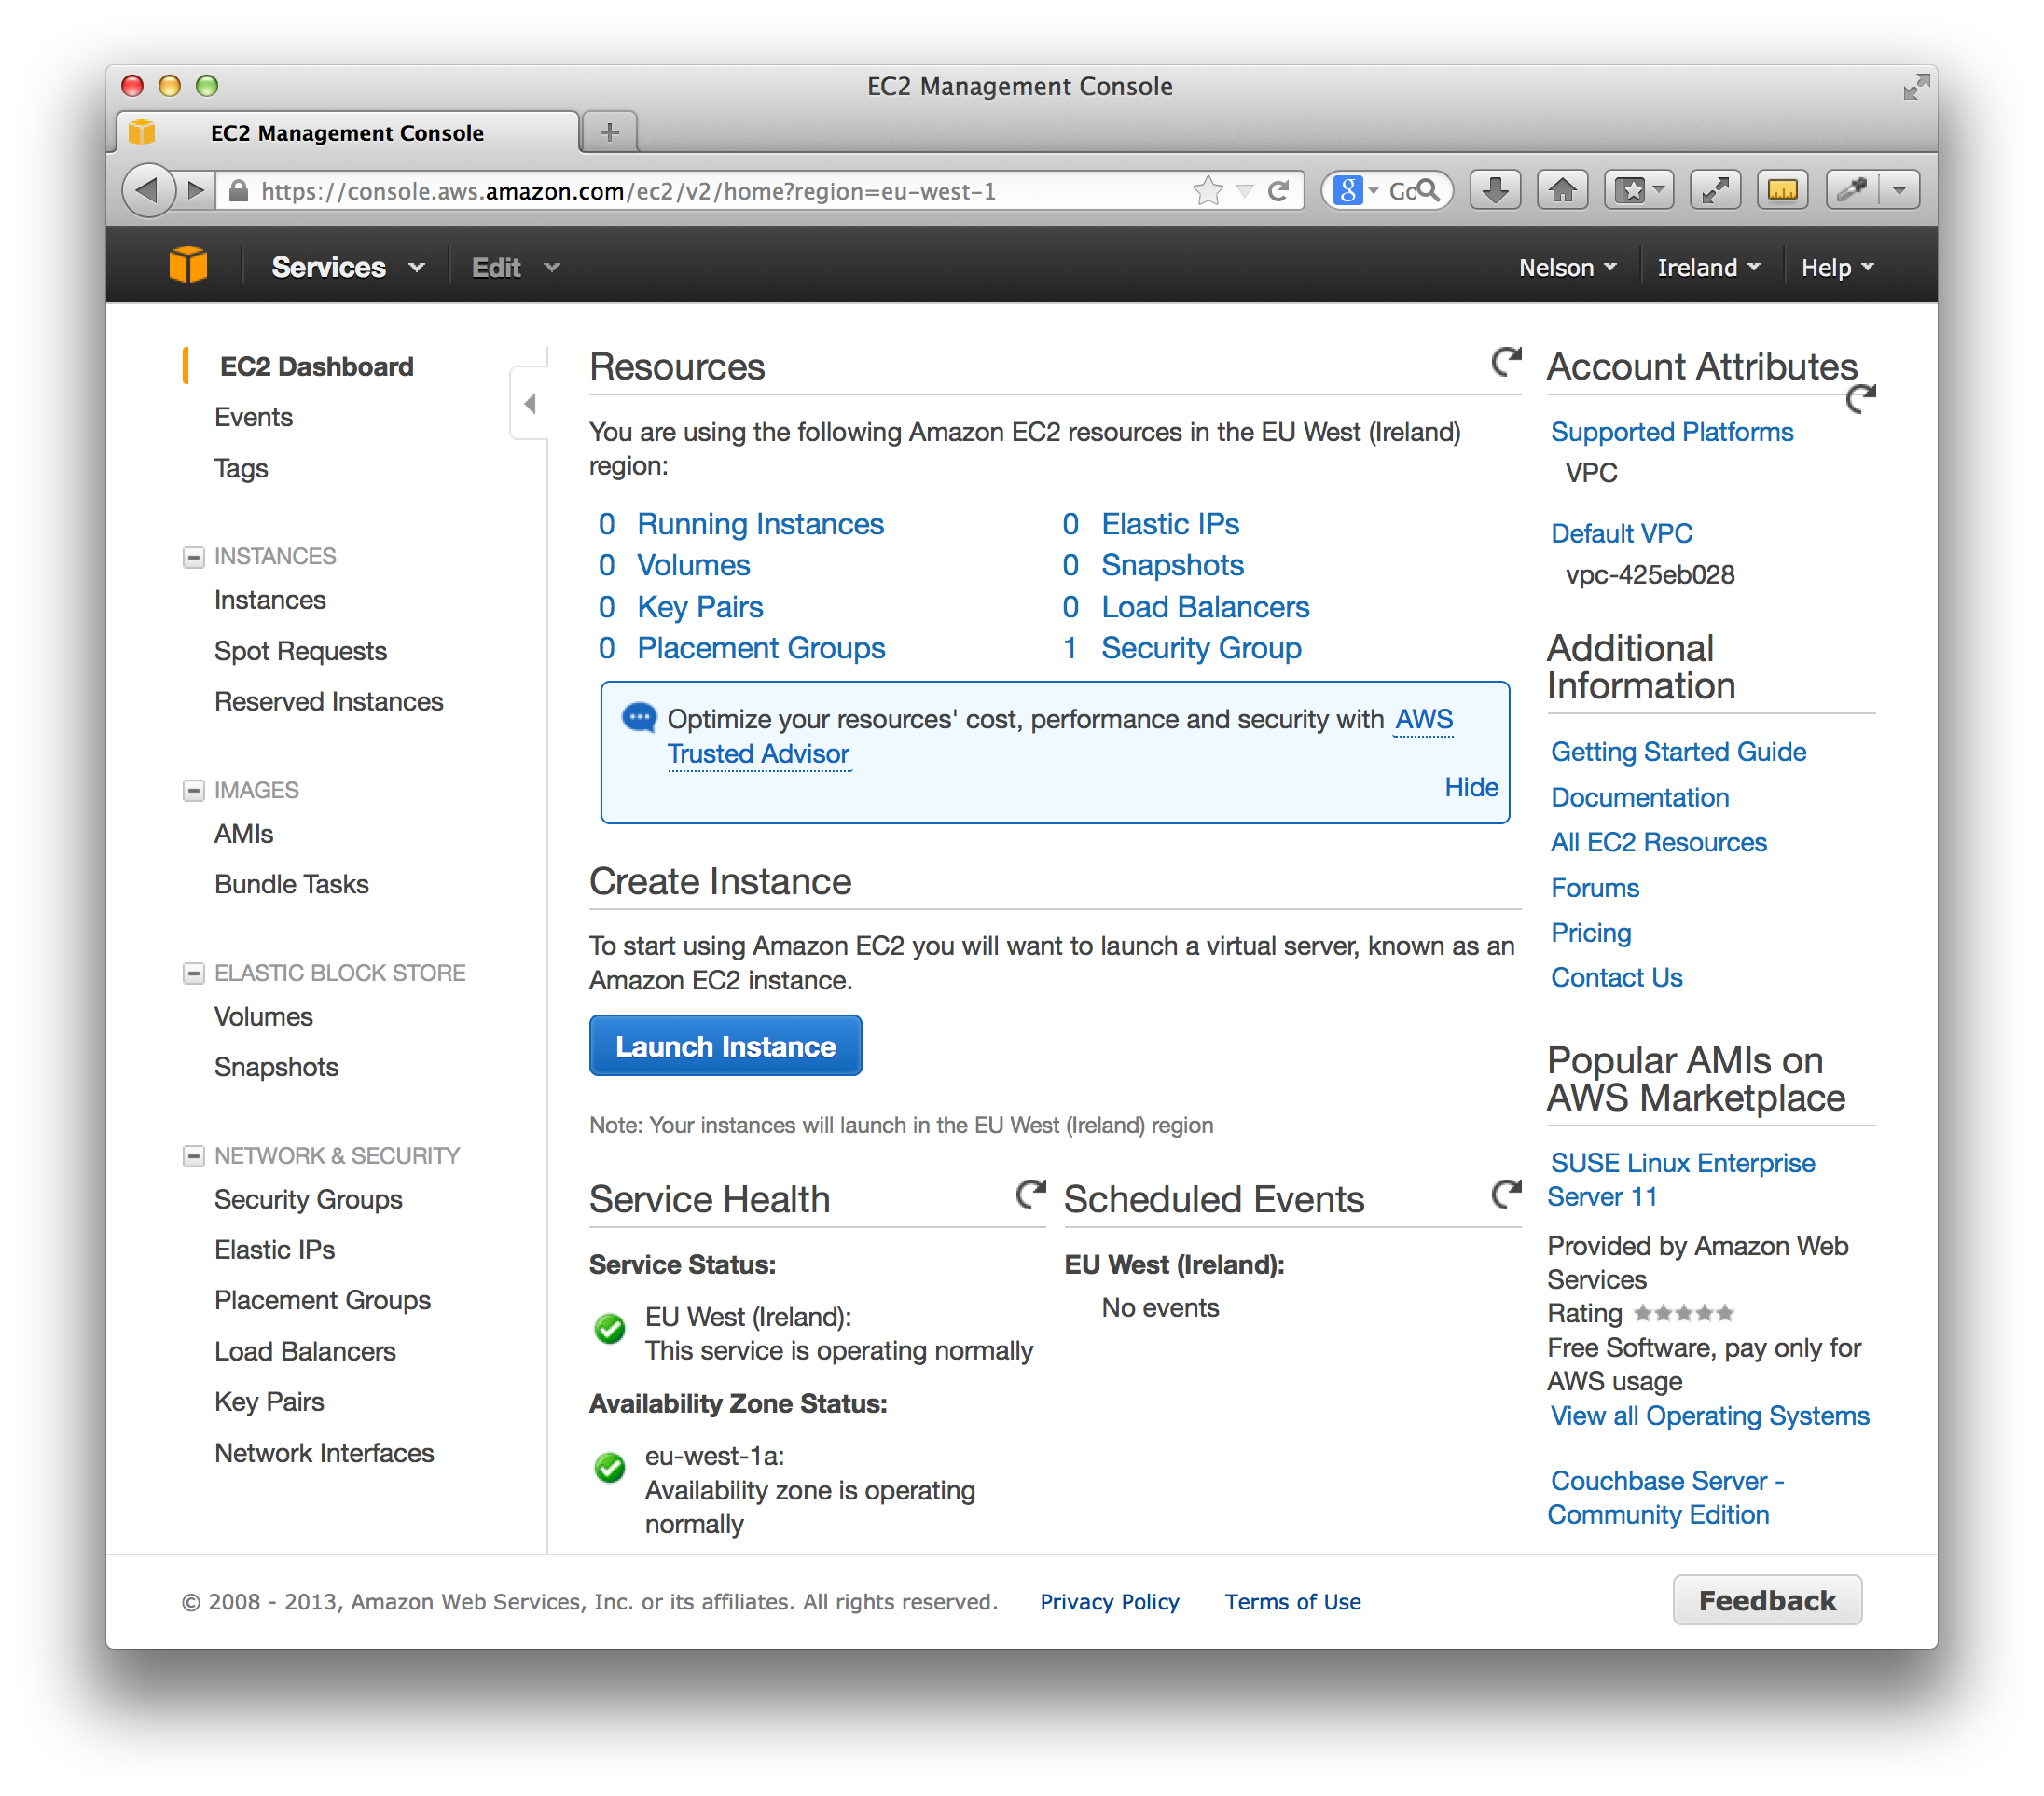 EC2 Management Console
EC2 Management Console
https://console.aws.amazon.com/ec2/v2/home?region=eu-west-1
g
Go
Services
Edit
Nelson
Ireland
Help
EC2 Dashboard
Events
Tags
INSTANCES
Instances
Spot Requests
Reserved Instances
IMAGES
AMIs
Bundle Tasks
ELASTIC BLOCK STORE
Volumes
Snapshots
NETWORK & SECURITY
Security Groups
Elastic IPs
Placement Groups
Load Balancers
Key Pairs
Network Interfaces
Resources
You are using the following Amazon EC2 resources in the EU West (Ireland)
region:
0 Running Instances
0 Elastic IPs
0 Volumes
0 Snapshots
0 Key Pairs
0 Load Balancers
0 Placement Groups
1 Security Group
Optimize your resources' cost, performance and security with AWS
Trusted Advisor
Hide
Create Instance
To start using Amazon EC2 you will want to launch a virtual server, known as an
Amazon EC2 instance.
Launch Instance
Note: Your instances will launch in the EU West (Ireland) region
Service Health
Service Status:
EU West (Ireland):
This service is operating normally
Availability Zone Status:
eu-west-1a:
Availability zone is operating
normally
Scheduled Events
EU West (Ireland):
No events
Account Attributes
Supported Platforms
VPC
Default VPC
vpc-425eb028
Additional
Information
Getting Started Guide
Documentation
All EC2 Resources
Forums
Pricing
Contact Us
Popular AMIs on
AWS Marketplace
SUSE Linux Enterprise
Server 11
Provided by Amazon Web
Services
Rating
Free Software, pay only for
AWS usage
View all Operating Systems
Couchbase Server -
Community Edition
© 2008 - 2013, Amazon Web Services, Inc. or its affiliates. All rights reserved.
Privacy Policy
Terms of Use
Feedback